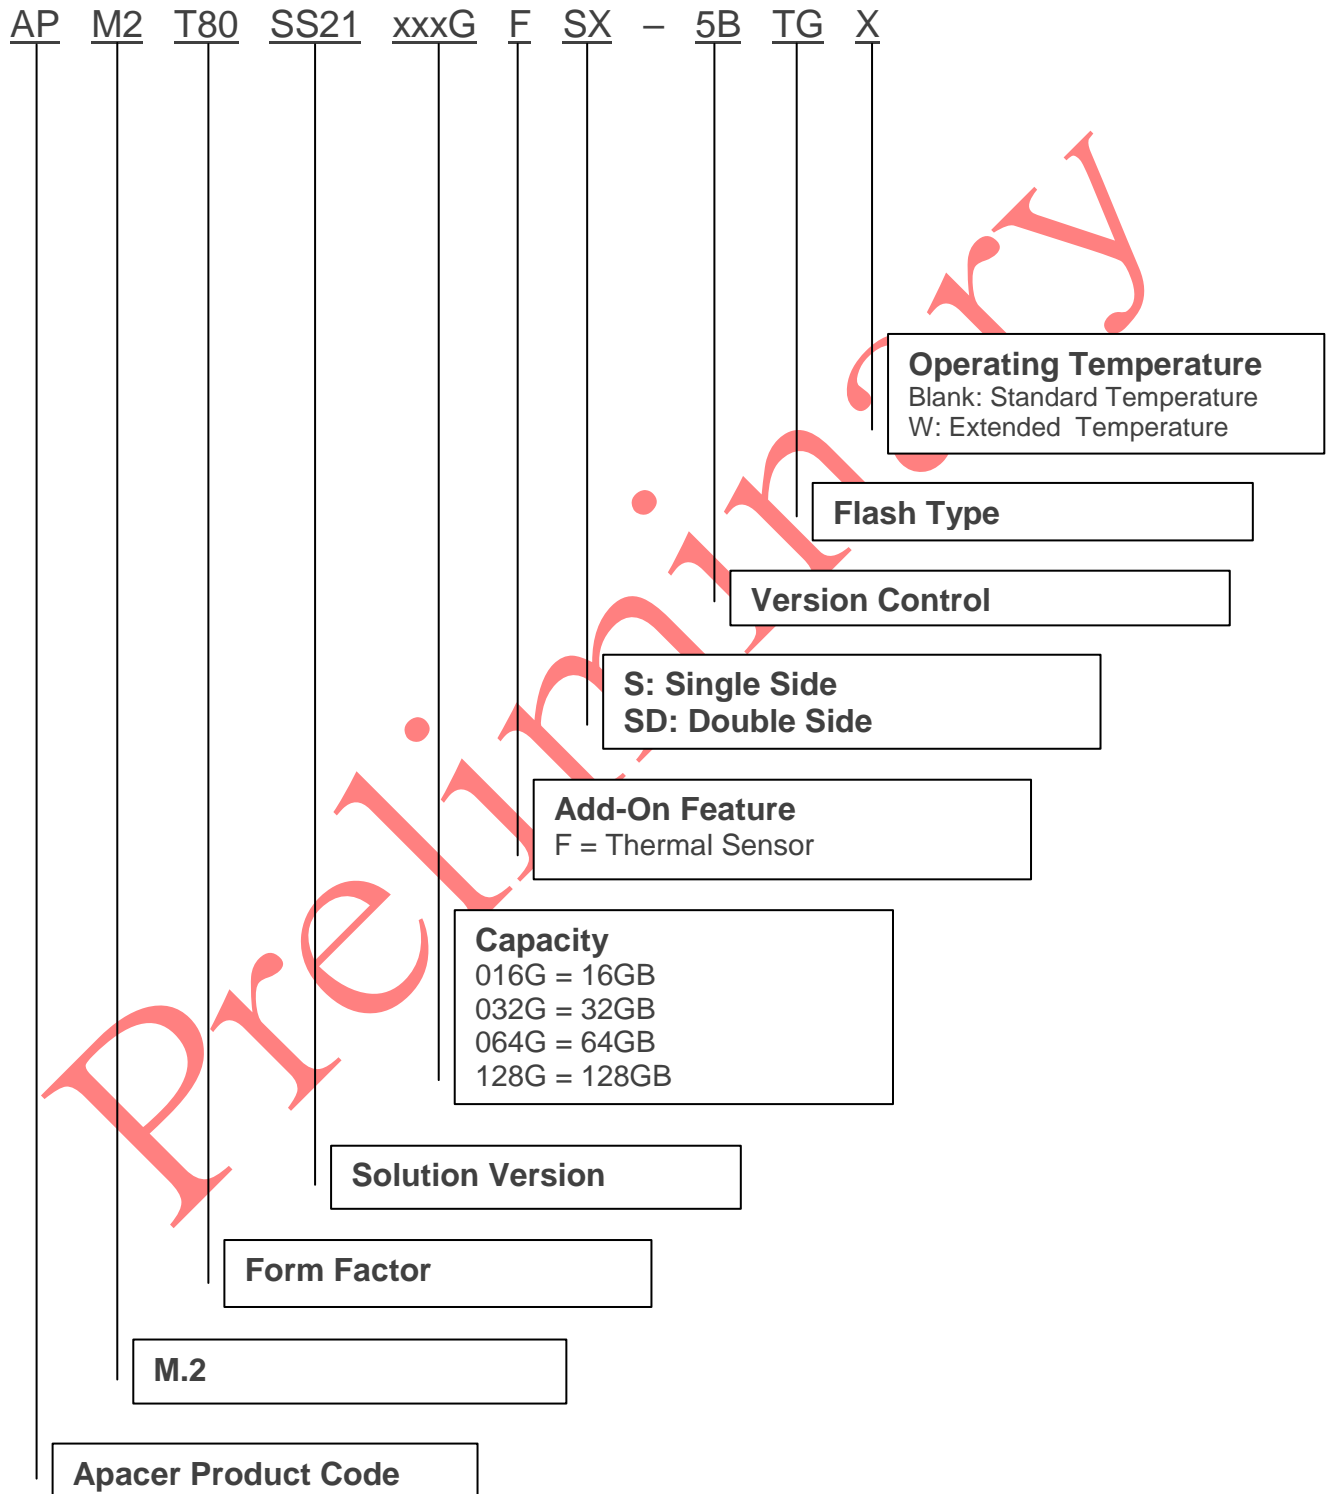 AP M2 T80 SS21 xxxG F SX – 5B TG X
Operating Temperature
Blank: Standard Temperature
W: Extended Temperature
Flash Type
Version Control
S: Single Side
SD: Double Side
Add-On Feature
F = Thermal Sensor
Capacity
016G = 16GB
032G = 32GB
064G = 64GB
128G = 128GB
Solution Version
Form Factor
M.2
Apacer Product Code
Preliminary